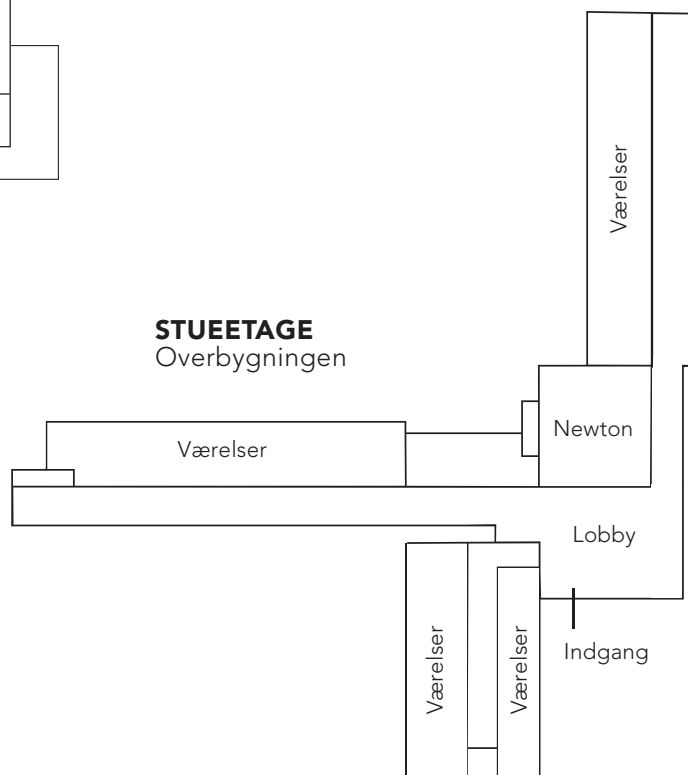 Værelser
STUEETAGE
Overbygningen
Newton
Værelser
Lobby
Indgang
Værelser
Værelser